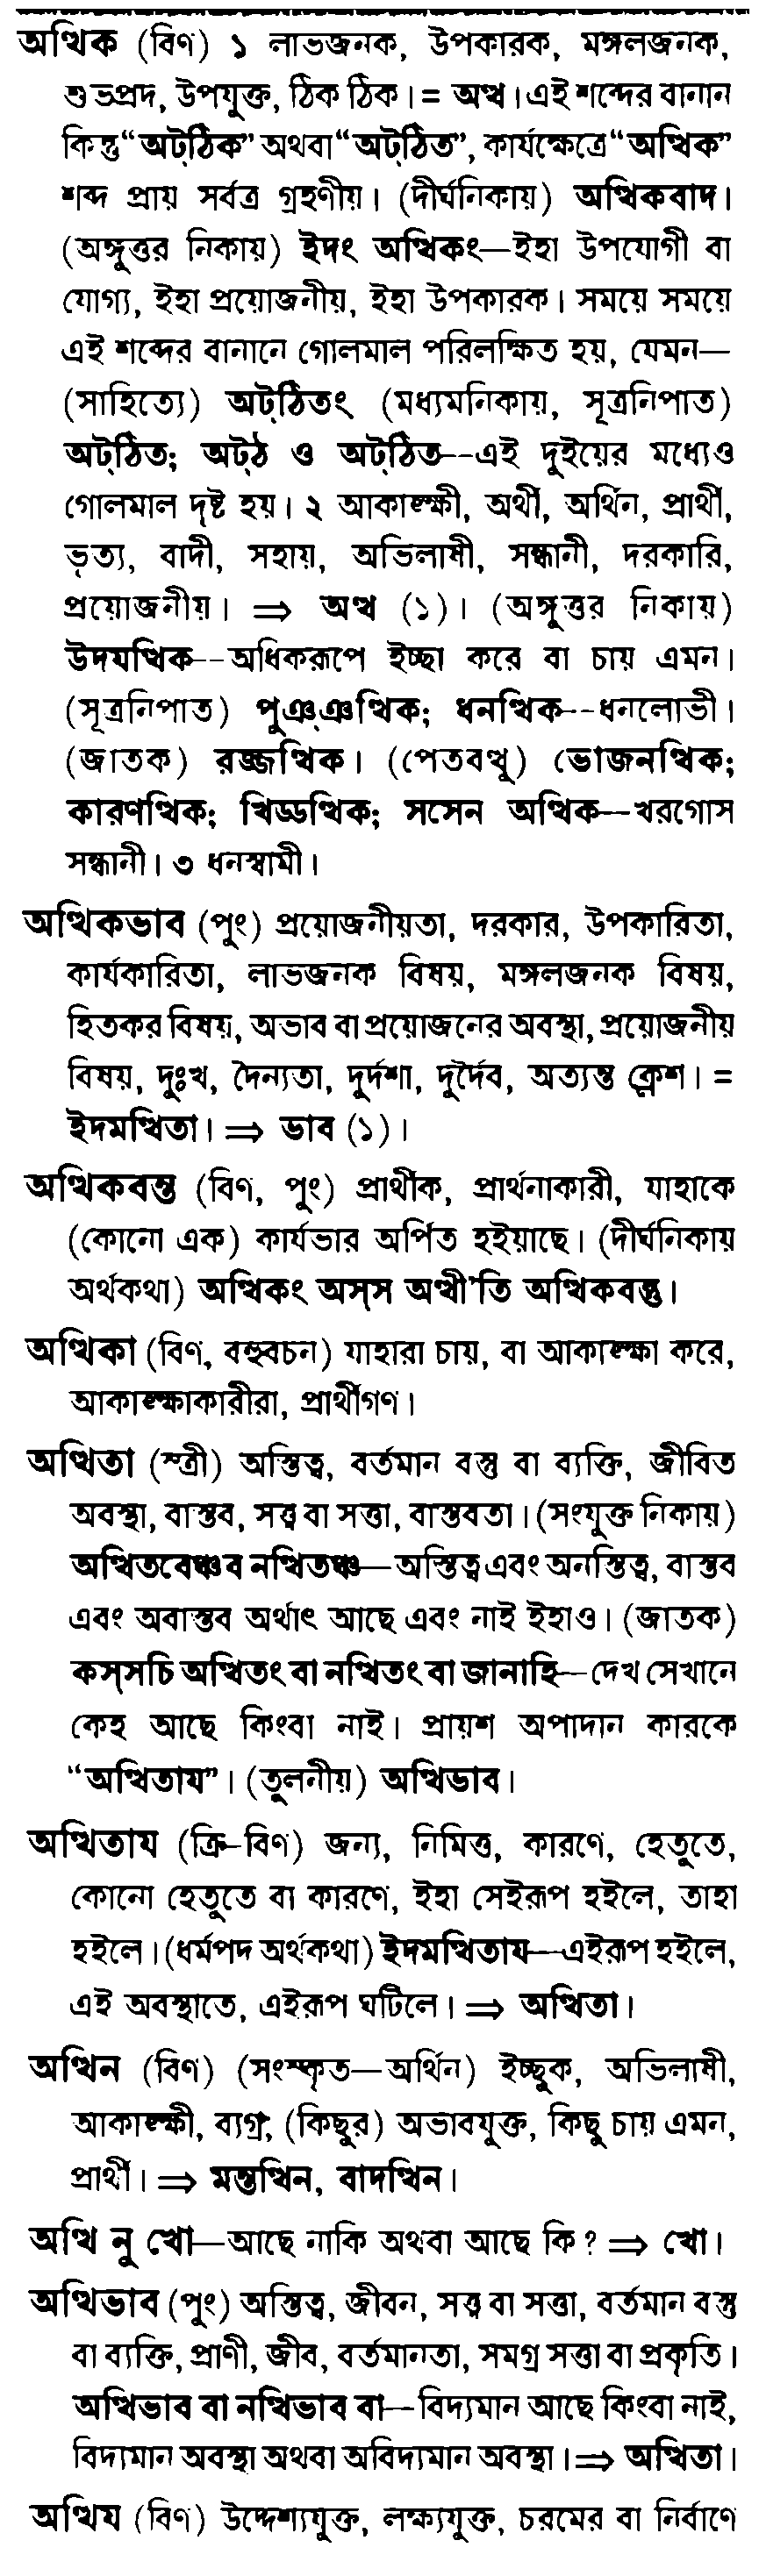 অত্থিক (বিণ) ১ লাভজনক, উপকারক, মঙ্গলজনক,
শুভপ্রদ, উপযুক্ত, ঠিক ঠিক। = অত্থ। এই শব্দের বানান
কিন্তু “অট্‌ঠিক” অথবা “অট্‌ঠিত”, কার্যক্ষেত্রে “অত্থিক”
শব্দ প্রায় সর্বত্র গ্রহণীয়। (দীর্ঘনিকায়) অত্থিকবাদ।
(অঙ্গুত্তর নিকায়) ইদং অত্থিকং—ইহা উপযোগী বা
যোগ্য, ইহা প্রয়োজনীয়, ইহা উপকারক। সময়ে সময়ে
এই শব্দের বানানে গোলমাল পরিলক্ষিত হয়, যেমন—
(সাহিত্যে) অট্‌ঠিতং (মধ্যমনিকায়, সূত্রনিপাত)
অট্‌ঠিত; অট্‌ঠ ও অট্‌ঠিত--এই দুইয়ের মধ্যেও
গোলমাল দৃষ্ট হয়। ২ আকাঙ্ক্ষী, অর্থী, অর্থিন, প্রার্থী,
ভৃত্য, বাদী, সহায়, অভিলাষী, সন্ধানী, দরকারি,
প্রয়োজনীয়। ⇒ অত্থ (১)। (অঙ্গুত্তর নিকায়)
উদযত্থিক--অধিকরূপে ইচ্ছা করে বা চায় এমন।
(সূত্রনিপাত) পুঞ্‌ঞত্থিক; ধনত্থিক--ধনলোভী।
(জাতক) রজ্জত্থিক। (পেতবত্থু) ভোজনত্থিক;
কারণত্থিক; খিড্ডত্থিক; সসেন অত্থিক—খরগোস
সন্ধানী। ৩ ধনস্বামী।
অত্থিকভাব (পুং) প্রয়োজনীয়তা, দরকার, উপকারিতা,
কার্যকারিতা, লাভজনক বিষয়, মঙ্গলজনক বিষয়,
হিতকর বিষয়, অভাব বা প্রয়োজনের অবস্থা, প্রয়োজনীয়
বিষয়, দুঃখ, দৈন্যতা, দুর্দশা, দুর্দৈব, অত্যন্ত ক্লেশ। =
ইদমত্থিতা। ⇒ ভাব (১)।
অত্থিকবন্ত (বিণ, পুং) প্রার্থীক, প্রার্থনাকারী, যাহাকে
(কোনো এক) কার্যভার অর্পিত হইয়াছে। (দীর্ঘনিকায়
অর্থকথা) অত্থিকং অস্‌স অত্থী’তি অত্থিকবন্তু।
অত্থিকা (বিণ, বহুবচন) যাহারা চায়, বা আকাঙ্ক্ষা করে,
আকাঙ্ক্ষাকারীরা, প্রার্থীগণ।
অত্থিতা (স্ত্রী) অস্তিত্ব, বর্তমান বস্তু বা ব্যক্তি, জীবিত
অবস্থা, বাস্তব, সত্ত্ব বা সত্তা, বাস্তবতা। (সংযুক্ত নিকায়)
অত্থিতবেঞ্চব নত্থিতঞ্চ—অস্তিত্ব এবং অনস্তিত্ব, বাস্তব
এবং অবাস্তব অর্থাৎ আছে এবং নাই ইহাও। (জাতক)
কস্‌সচি অত্থিতং বা নত্থিতং বা জানাহি—দেখ সেখানে
কেহ আছে কিংবা নাই। প্রায়শ অপাদান কারকে
“অত্থিতায”। (তুলনীয়) অত্থিভাব।
অত্থিতায (ক্রি-বিণ) জন্য, নিমিত্ত, কারণে, হেতুতে,
কোনো হেতুতে বা কারণে, ইহা সেইরূপ হইলে, তাহা
হইলে। (ধর্মপদ অর্থকথা) ইদমত্থিতায—এইরূপ হইলে,
এই অবস্থাতে, এইরূপ ঘটিলে। ⇒ অত্থিতা।
অত্থিন (বিণ) (সংস্কৃত—অর্থিন) ইচ্ছুক, অভিলাষী,
আকাঙ্ক্ষী, ব্যগ্র, (কিছুর) অভাবযুক্ত, কিছু চায় এমন,
প্রার্থী। ⇒ মন্তত্থিন, বাদত্থিন।
অত্থি নু খো—আছে নাকি অথবা আছে কি? ⇒ খো।
অত্থিভাব (পুং) অস্তিত্ব, জীবন, সত্ত্ব বা সত্তা, বর্তমান বস্তু
বা ব্যক্তি, প্রাণী, জীব, বর্তমানতা, সমগ্র সত্তা বা প্রকৃতি।
অত্থিভাব বা নত্থিভাব বা—বিদ্যমান আছে কিংবা নাই,
বিদ্যমান অবস্থা অথবা অবিদ্যমান অবস্থা। ⇒ অত্থিতা।
অত্থিয (বিণ) উদ্দেশ্যযুক্ত, লক্ষ্যযুক্ত, চরমের বা নির্বাণে